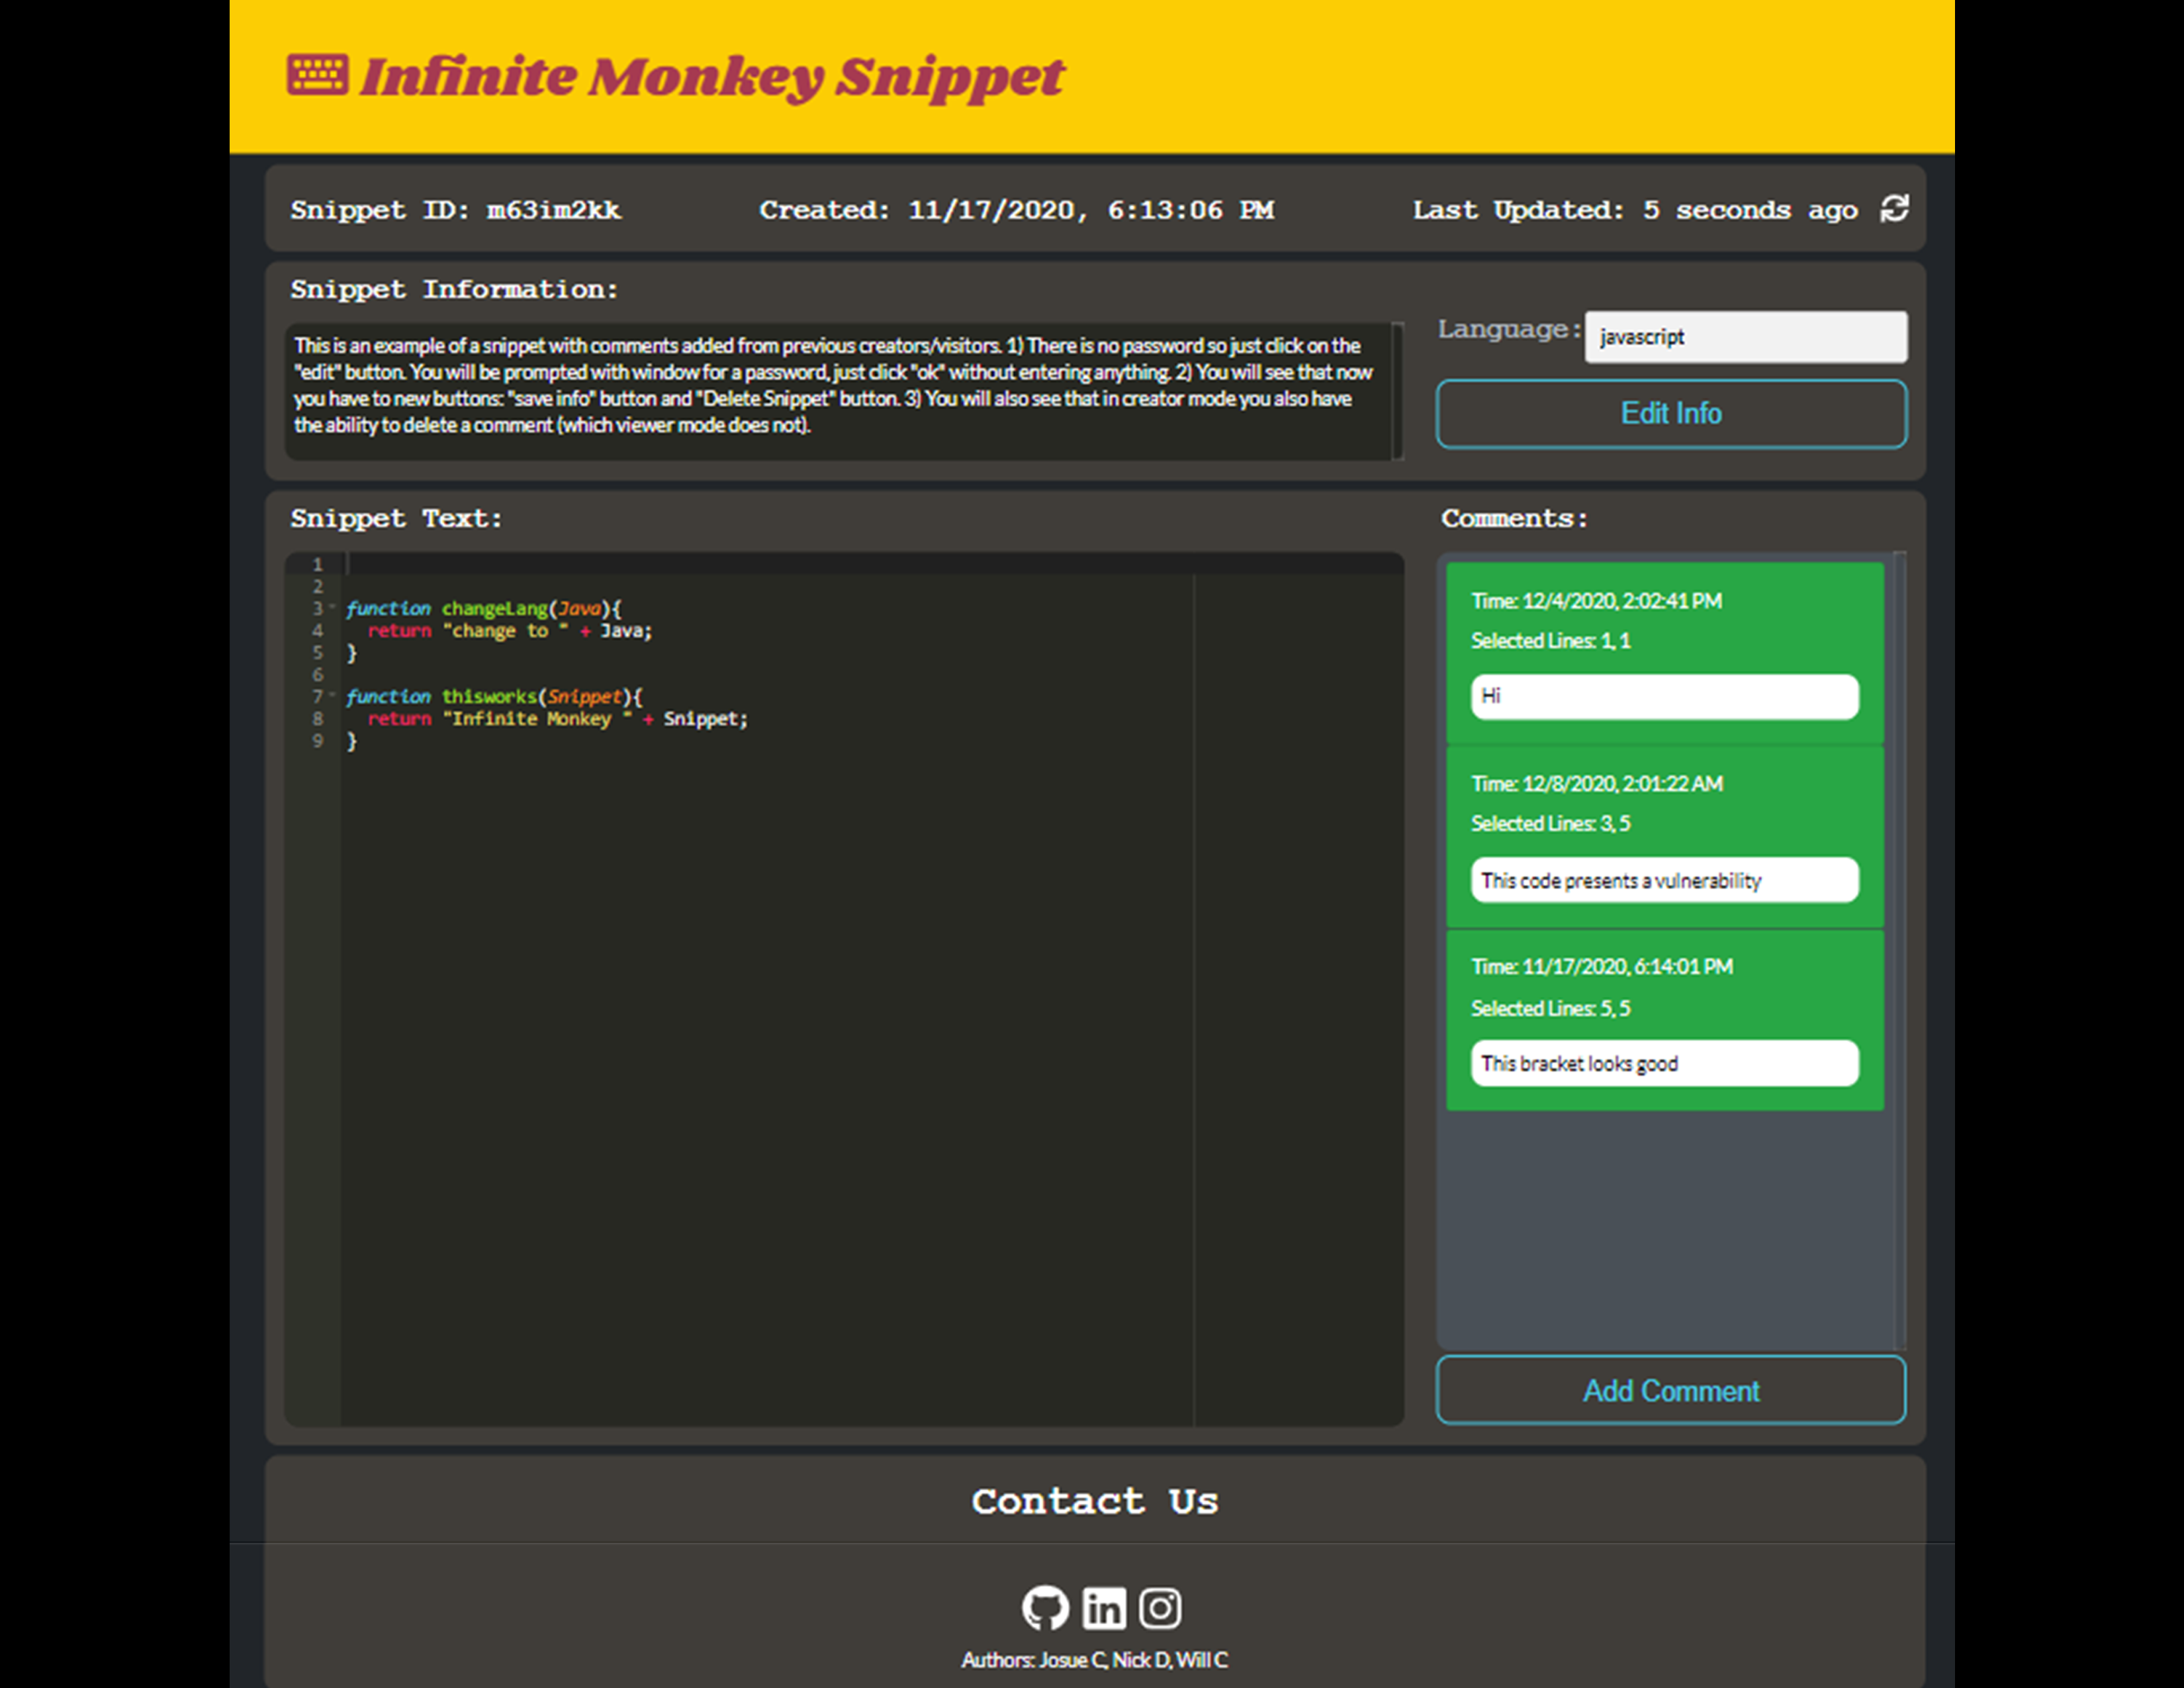 Infinite Monkey Snippet
Snippet ID: m63im2kk
Created: 11/17/2020, 6:13:06 PM
Last Updated: 5 seconds ago
Snippet Information:
This is an example of a snippet with comments added from previous creators/visitors. 1) There is no password so just click on the
"edit" button. You will be prompted with window for a password, just click "ok" without entering anything. 2) You will see that now
you have to new buttons: "save info" button and "Delete Snippet" button. 3) You will also see that in creator mode you also have
the ability to delete a comment (which viewer mode does not).
Language:
javascript
Edit Info
Snippet Text:
1
2
3 function changeLang(Java){
4   return "change to " + Java;
5 }
6
7 function thisworks(Snippet){
8   return "Infinite Monkey " + Snippet;
9 }
Comments:
Time: 12/4/2020, 2:02:41 PM
Selected Lines: 1, 1
Hi
Time: 12/8/2020, 2:01:22 AM
Selected Lines: 3, 5
This code presents a vulnerability
Time: 11/17/2020, 6:14:01 PM
Selected Lines: 5, 5
This bracket looks good
Add Comment
Contact Us
in
Authors: Josue C, Nick D, Will C